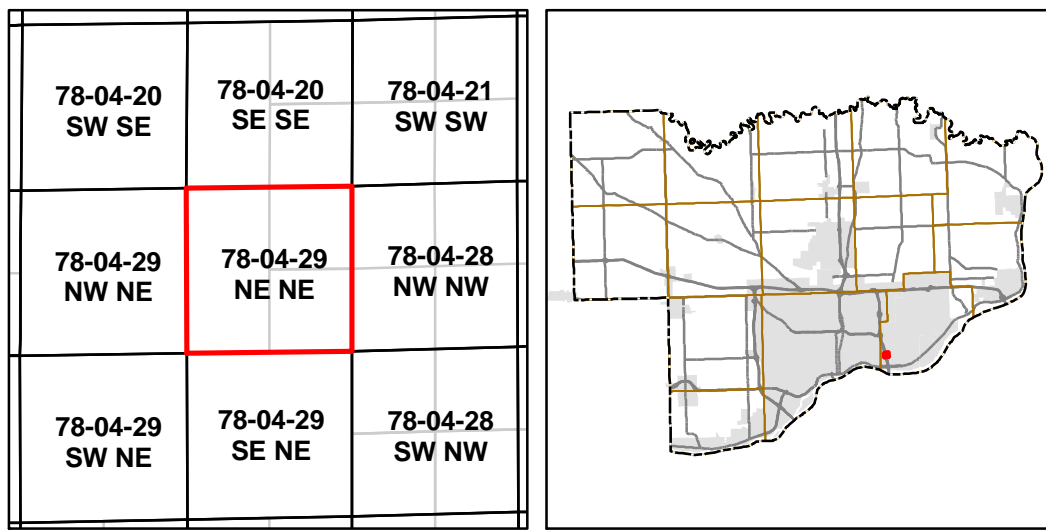 78-04-20
SW SE
78-04-20
SE SE
78-04-21
SW SW
78-04-29
NW NE
78-04-29
NE NE
78-04-28
NW NW
78-04-29
SW NE
78-04-29
SE NE
78-04-28
SW NW